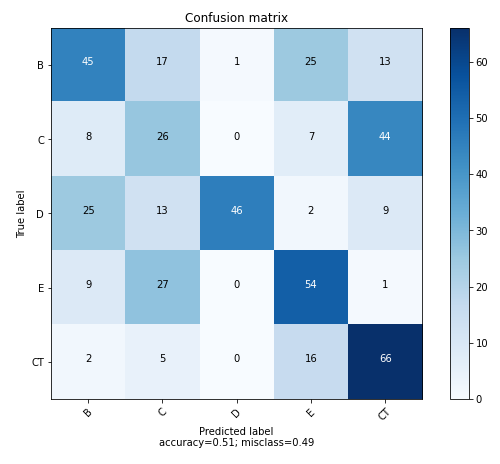 Confusion matrix
B 45 17 1 25 13
C 8 26 0 7 44
D 25 13 46 2 9
E 9 27 0 54 1
CT 2 5 0 16 66
B C D E CT
True label
Predicted label
accuracy=0.51; misclass=0.49
60
50
40
30
20
10
0